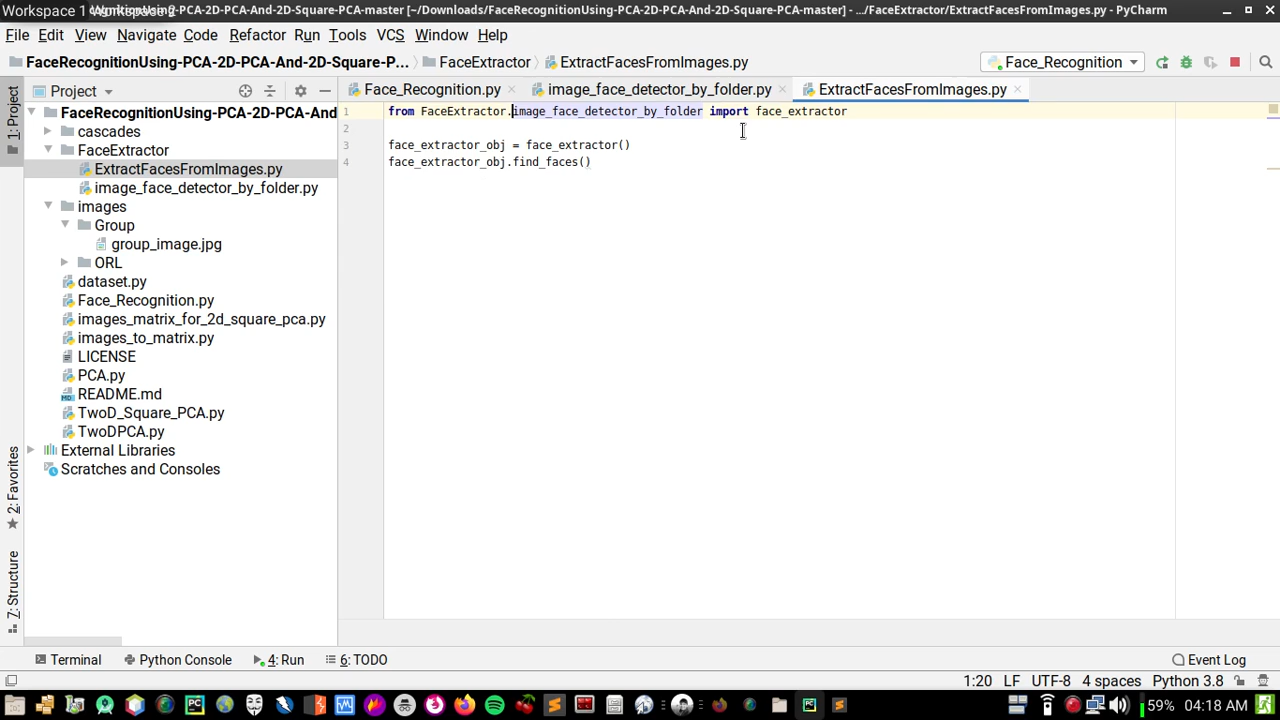 Workspace 1 Workspace 2-PCA-2D-PCA-And-2D-Square-PCA-master [~/Downloads/FaceRecognitionUsing-PCA-2D-PCA-And-2D-Square-PCA-master] - .../FaceExtractor/ExtractFacesFromImages.py - PyCharm
File Edit View Navigate Code Refactor Run Tools VCS Window Help
FaceRecognitionUsing-PCA-2D-PCA-And-2D-Square-P... FaceExtractor ExtractFacesFromImages.py Face_Recognition
Project Face_Recognition.py image_face_detector_by_folder.py ExtractFacesFromImages.py
1: Project
FaceRecognitionUsing-PCA-2D-PCA-And-2D-Square-PCA-And
cascades
FaceExtractor
ExtractFacesFromImages.py
image_face_detector_by_folder.py
images
Group
group_image.jpg
ORL
dataset.py
Face_Recognition.py
images_matrix_for_2d_square_pca.py
images_to_matrix.py
LICENSE
PCA.py
README.md
TwoD_Square_PCA.py
TwoDPCA.py
External Libraries
Scratches and Consoles
2: Favorites
7: Structure
1 from FaceExtractor.image_face_detector_by_folder import face_extractor
2
3 face_extractor_obj = face_extractor()
4 face_extractor_obj.find_faces()
Terminal Python Console 4: Run 6: TODO Event Log
1:20 LF UTF-8 4 spaces Python 3.8
59% 04:18 AM